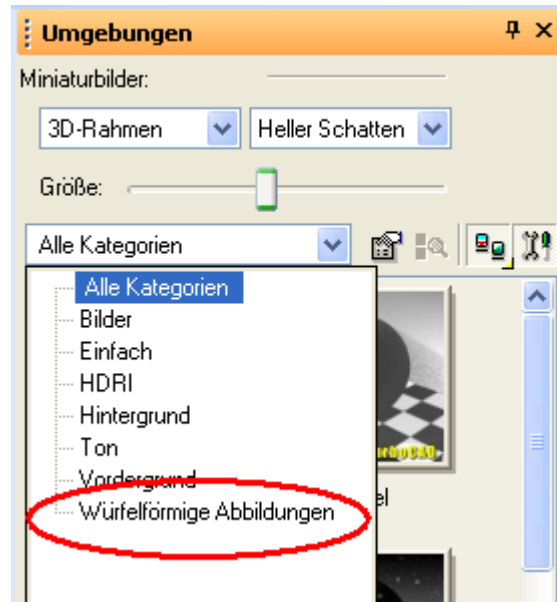 Umgebungen
Miniaturbilder:
3D-Rahmen Heller Schatten
Größe:
Alle Kategorien
Alle Kategorien
Bilder
Einfach
HDRI
Hintergrund
Ton
Vordergrund
Würfelförmige Abbildungen